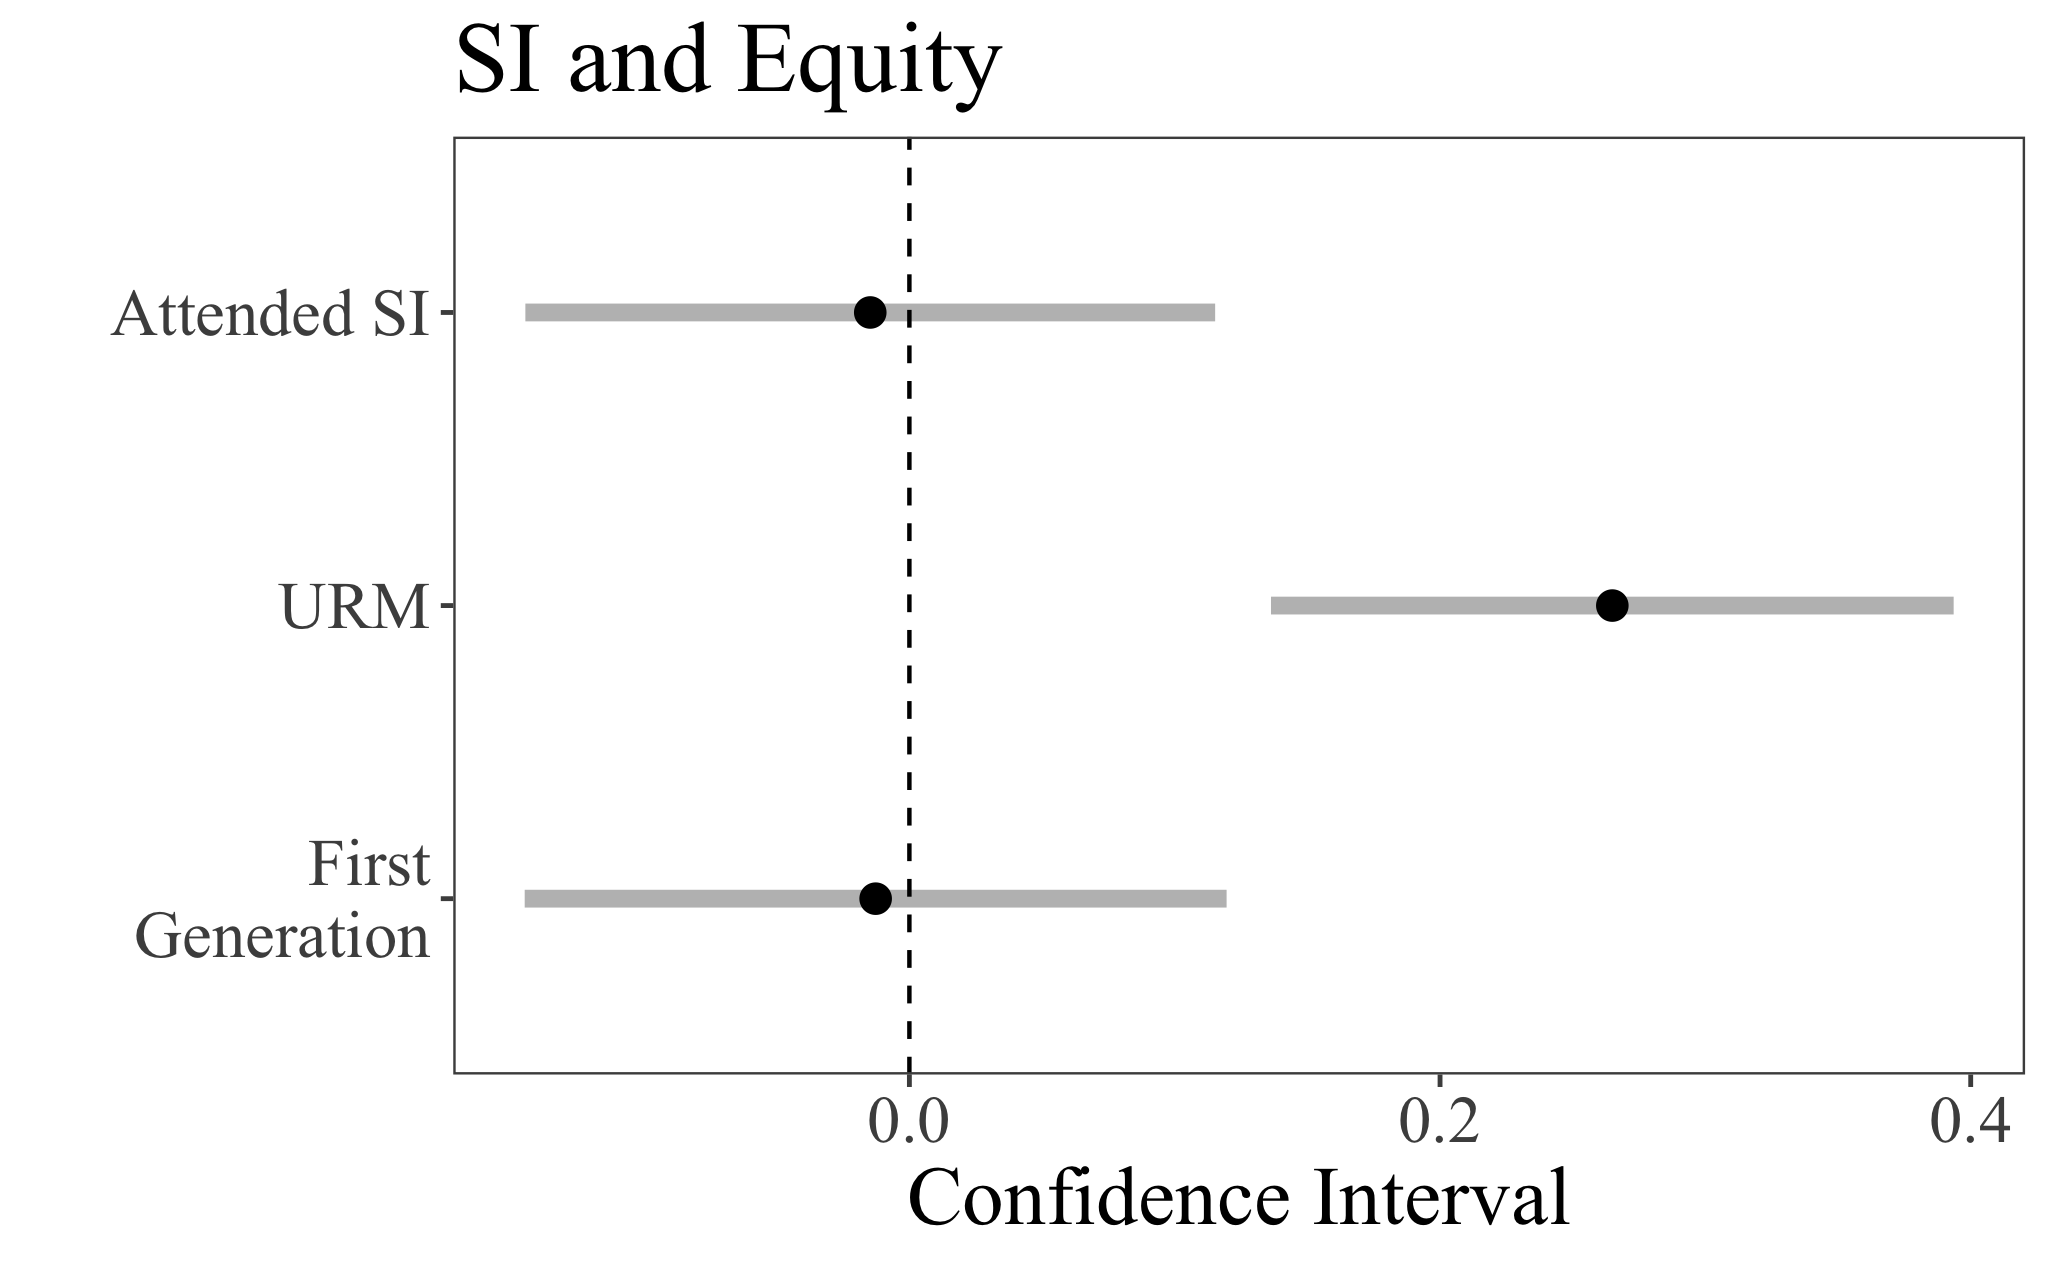 SI and Equity
Attended SI
URM
First
Generation
0.0
0.2
0.4
Confidence Interval